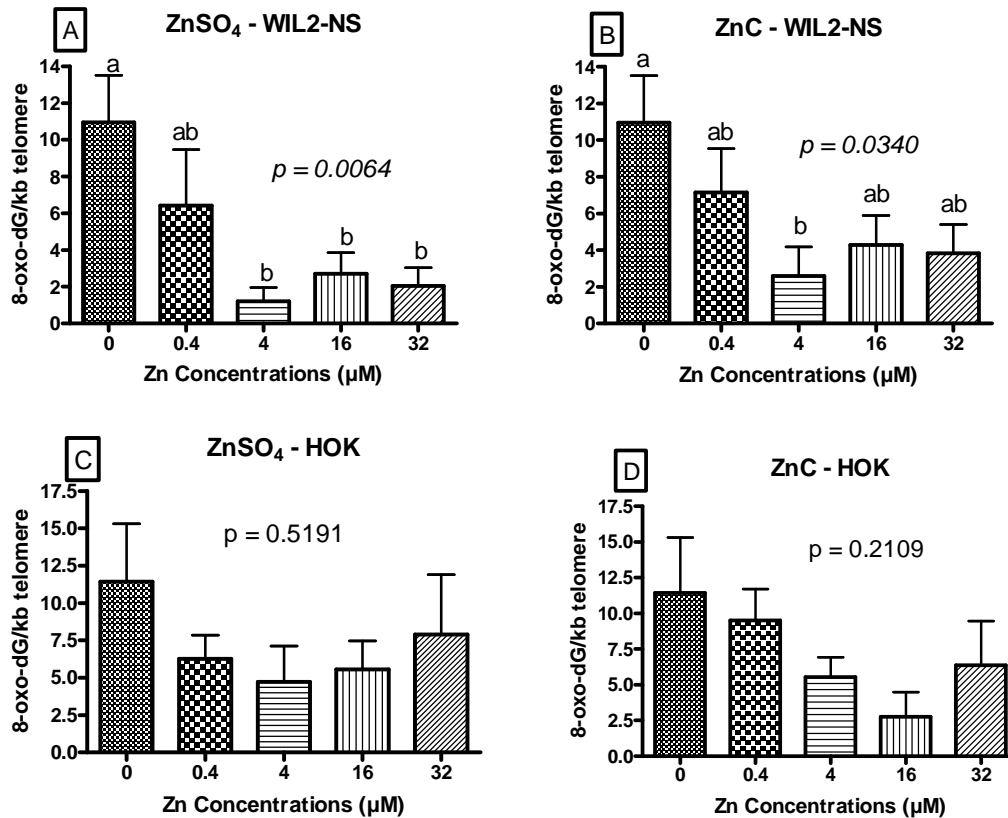 A
ZnSO₄ - WIL2-NS
14
12
10
8
6
4
2
0
8-oxo-dG/kb telomere
a
ab
b
b
b
p = 0.0064
0 0.4 4 16 32
Zn Concentrations (µM)
B
ZnC - WIL2-NS
14
12
10
8
6
4
2
0
8-oxo-dG/kb telomere
a
ab
b
ab
ab
p = 0.0340
0 0.4 4 16 32
Zn Concentrations (µM)
C
ZnSO₄ - HOK
17.5
15.0
12.5
10.0
7.5
5.0
2.5
0.0
8-oxo-dG/kb telomere
p = 0.5191
0 0.4 4 16 32
Zn Concentrations (µM)
D
ZnC - HOK
17.5
15.0
12.5
10.0
7.5
5.0
2.5
0.0
8-oxo-dG/kb telomere
p = 0.2109
0 0.4 4 16 32
Zn Concentrations (µM)